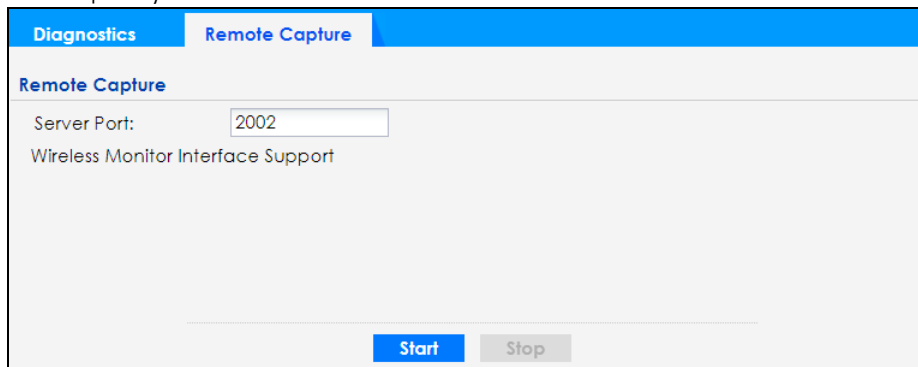 Diagnostics Remote Capture
Remote Capture
Server Port: 2002
Wireless Monitor Interface Support
Start Stop